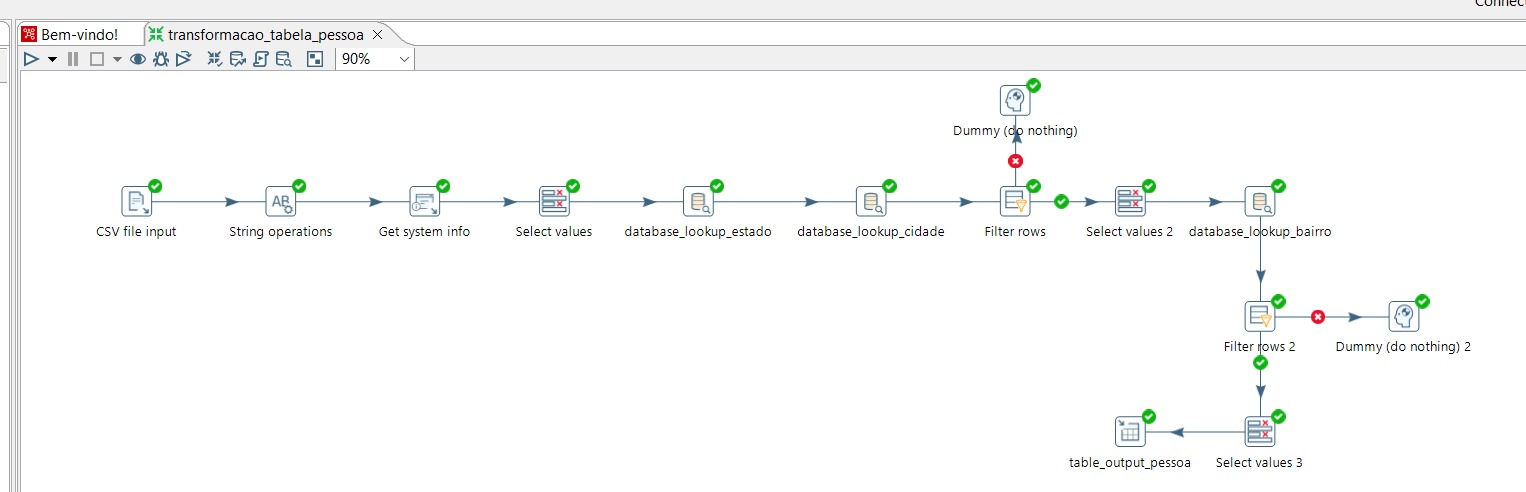 Connec
Bem-vindo!
transformacao_tabela_pessoa
90%
Dummy (do nothing)
CSV file input
String operations
Get system info
Select values
database_lookup_estado
database_lookup_cidade
Filter rows
Select values 2
database_lookup_bairro
Filter rows 2
Dummy (do nothing) 2
table_output_pessoa
Select values 3